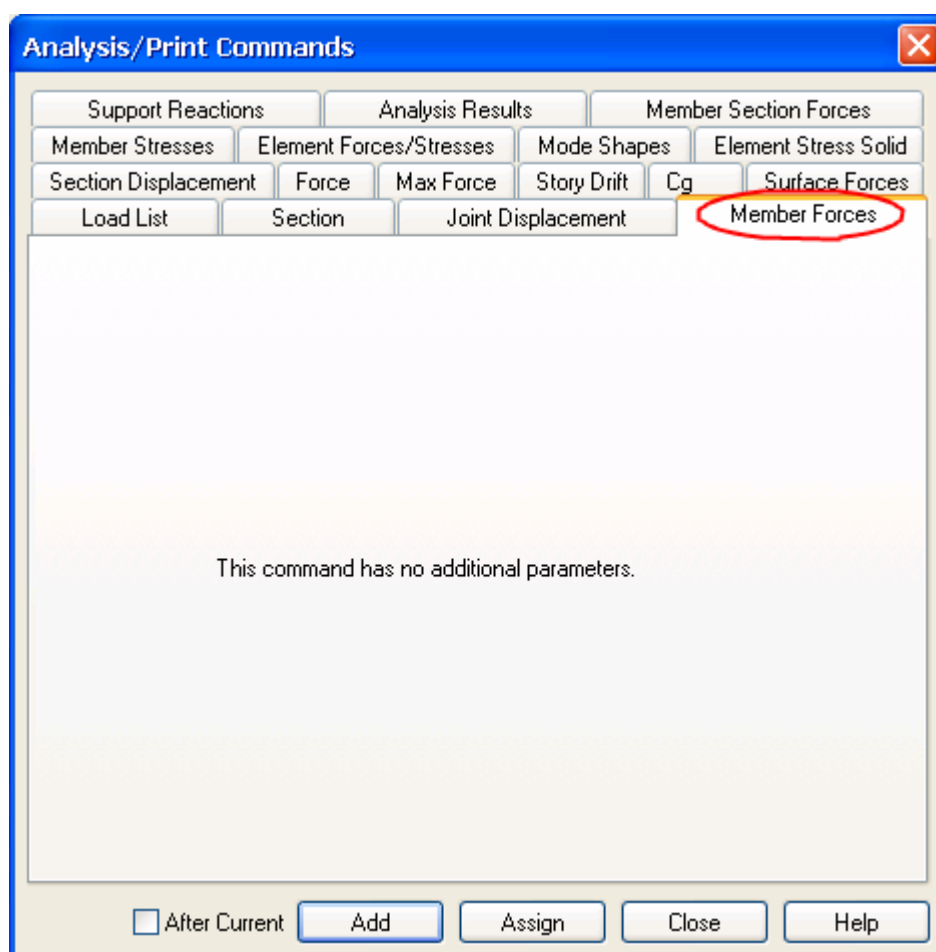 Analysis/Print Commands
Support Reactions Analysis Results Member Section Forces
Member Stresses Element Forces/Stresses Mode Shapes Element Stress Solid
Section Displacement Force Max Force Story Drift Cg Surface Forces
Load List Section Joint Displacement Member Forces
This command has no additional parameters.
After Current Add Assign Close Help